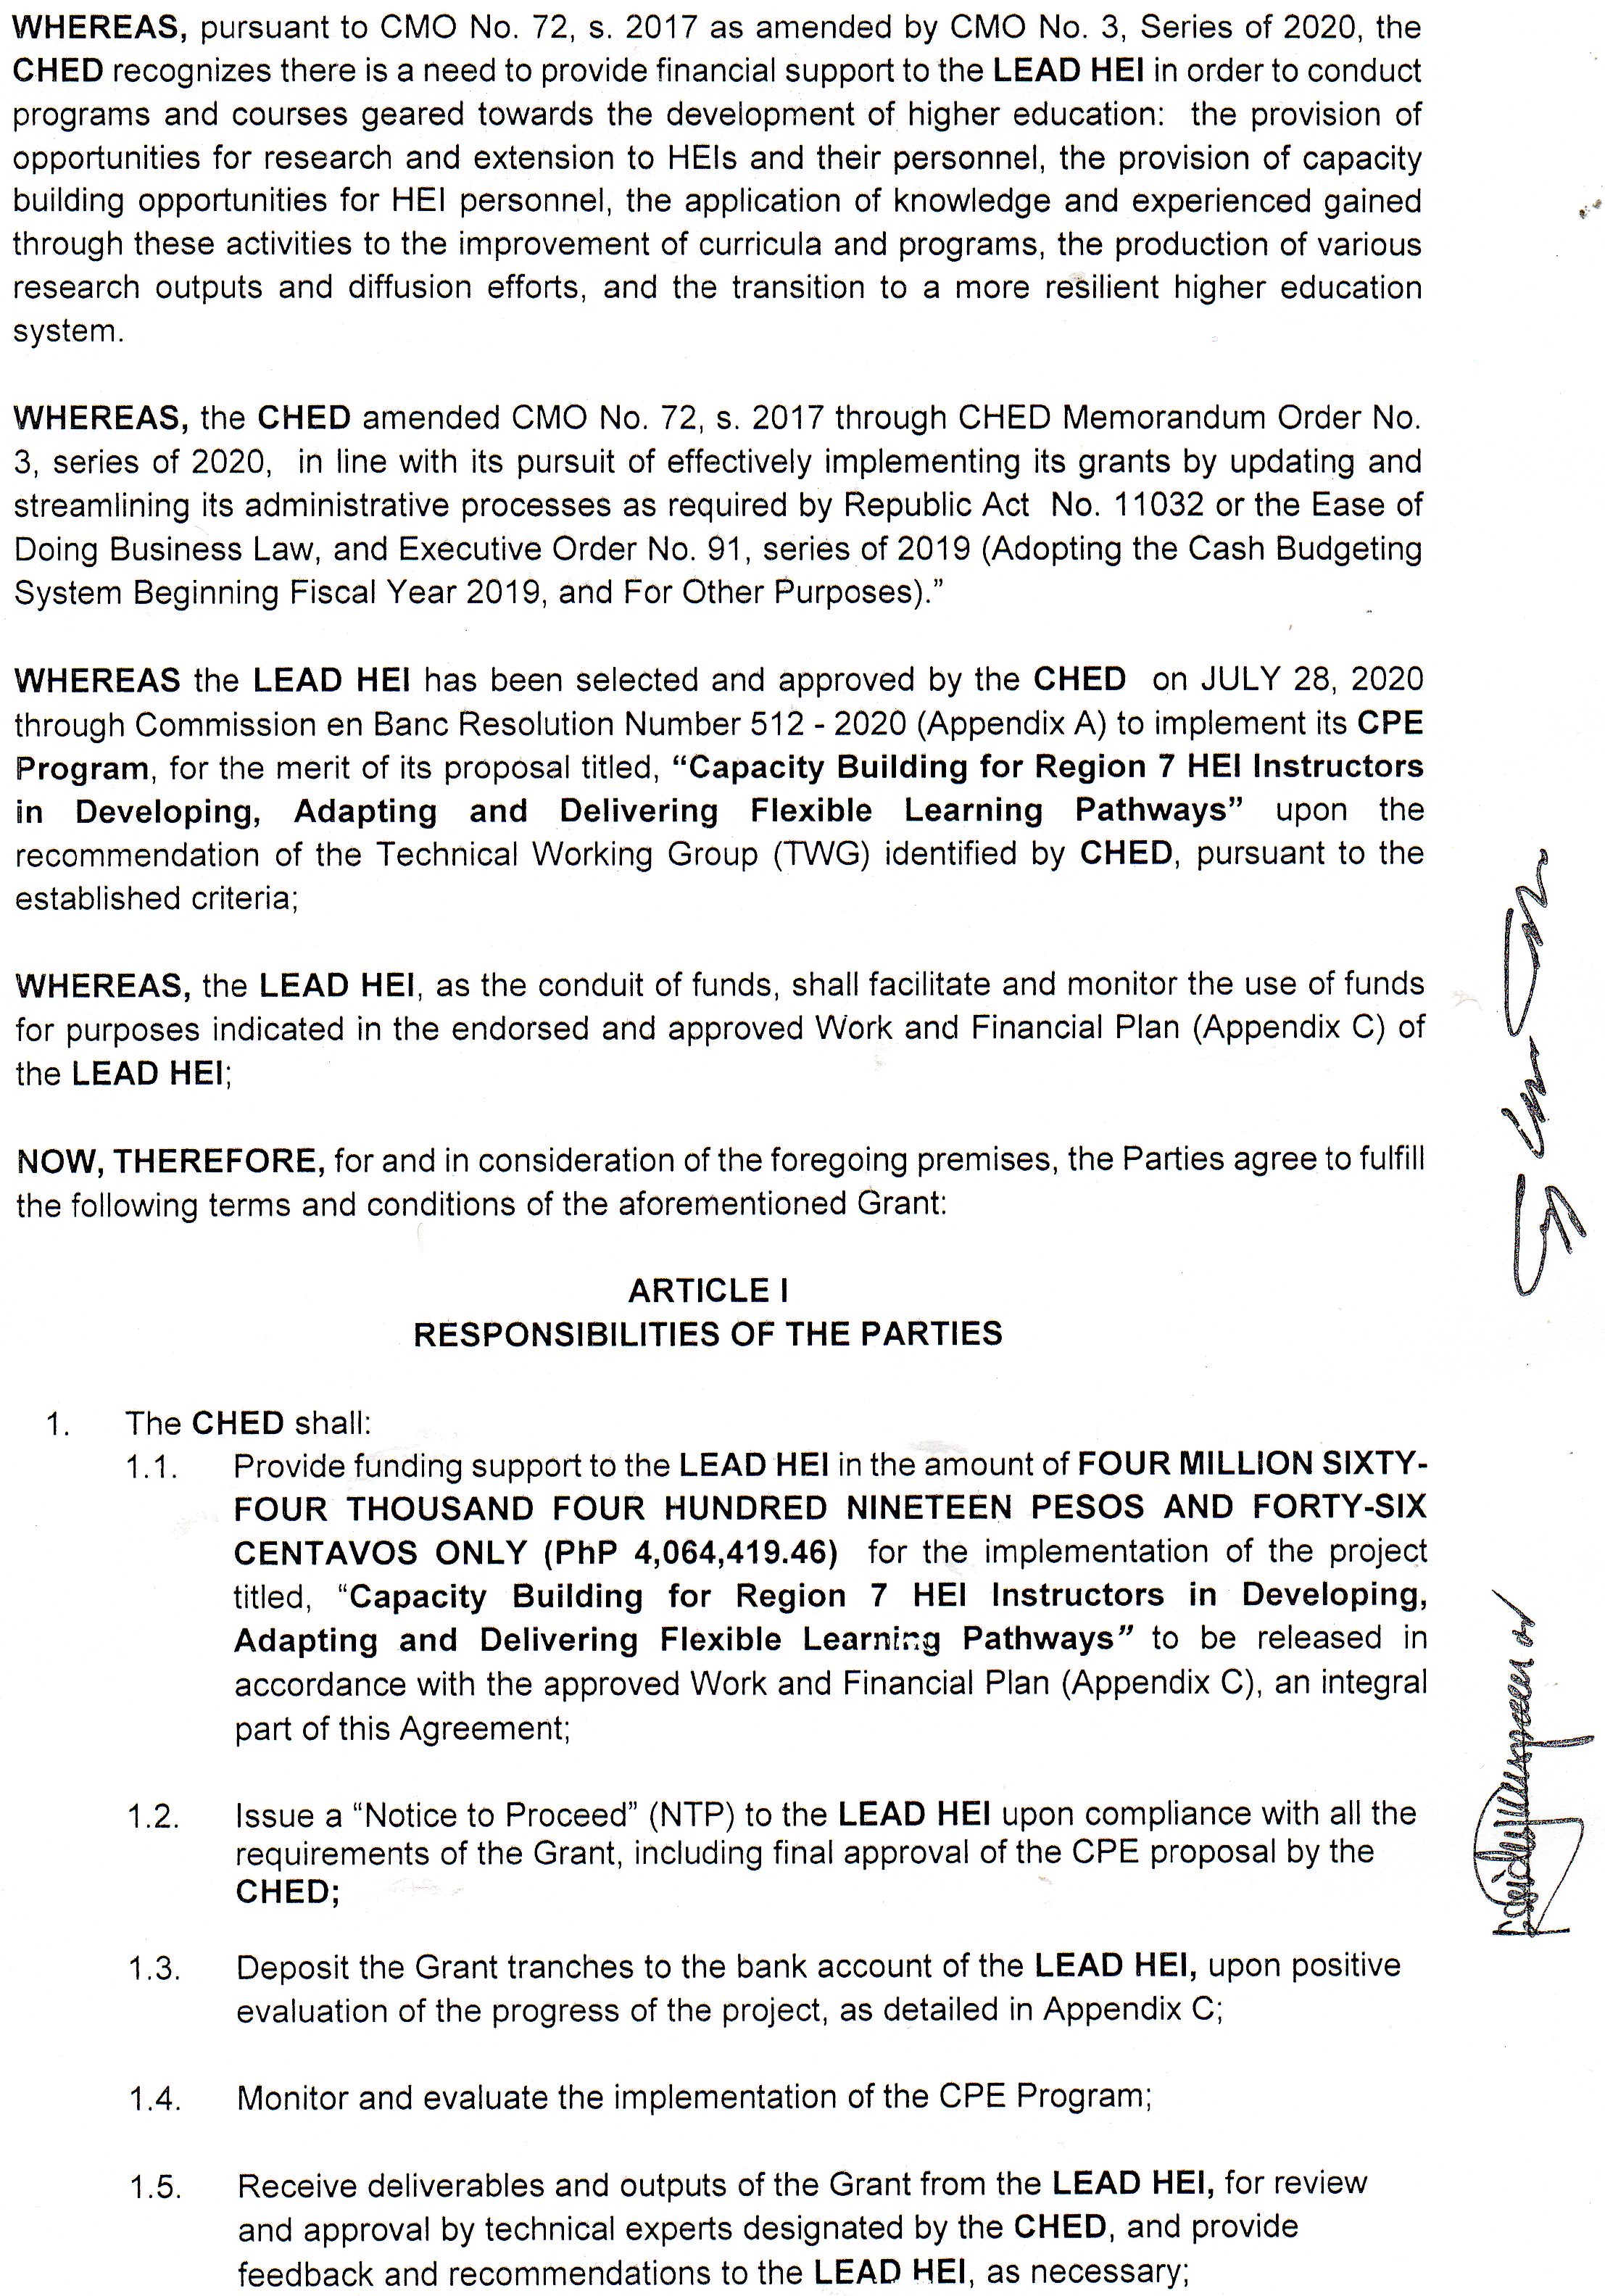 WHEREAS, pursuant to CMO No. 72, s. 2017 as amended by CMO No. 3, Series of 2020, the
CHED recognizes there is a need to provide financial support to the LEAD HEI in order to conduct
programs and courses geared towards the development of higher education: the provision of
opportunities for research and extension to HEIs and their personnel, the provision of capacity
building opportunities for HEI personnel, the application of knowledge and experienced gained
through these activities to the improvement of curricula and programs, the production of various
research outputs and diffusion efforts, and the transition to a more resilient higher education
system.
WHEREAS, the CHED amended CMO No. 72, s. 2017 through CHED Memorandum Order No.
3, series of 2020, in line with its pursuit of effectively implementing its grants by updating and
streamlining its administrative processes as required by Republic Act No. 11032 or the Ease of
Doing Business Law, and Executive Order No. 91, series of 2019 (Adopting the Cash Budgeting
System Beginning Fiscal Year 2019, and For Other Purposes)."
WHEREAS the LEAD HEI has been selected and approved by the CHED on JULY 28, 2020
through Commission en Banc Resolution Number 512 - 2020 (Appendix A) to implement its CPE
Program, for the merit of its proposal titled, “Capacity Building for Region 7 HEI Instructors
in Developing, Adapting and Delivering Flexible Learning Pathways” upon the
recommendation of the Technical Working Group (TWG) identified by CHED, pursuant to the
established criteria;
WHEREAS, the LEAD HEI, as the conduit of funds, shall facilitate and monitor the use of funds
for purposes indicated in the endorsed and approved Work and Financial Plan (Appendix C) of
the LEAD HEI;
NOW, THEREFORE, for and in consideration of the foregoing premises, the Parties agree to fulfill
the following terms and conditions of the aforementioned Grant:
ARTICLE I
RESPONSIBILITIES OF THE PARTIES
1. The CHED shall:
1.1. Provide funding support to the LEAD HEI in the amount of FOUR MILLION SIXTY-
FOUR THOUSAND FOUR HUNDRED NINETEEN PESOS AND FORTY-SIX
CENTAVOS ONLY (PhP 4,064,419.46) for the implementation of the project
titled, “Capacity Building for Region 7 HEI Instructors in Developing,
Adapting and Delivering Flexible Learning Pathways” to be released in
accordance with the approved Work and Financial Plan (Appendix C), an integral
part of this Agreement;
1.2. Issue a “Notice to Proceed” (NTP) to the LEAD HEI upon compliance with all the
requirements of the Grant, including final approval of the CPE proposal by the
CHED;
1.3. Deposit the Grant tranches to the bank account of the LEAD HEI, upon positive
evaluation of the progress of the project, as detailed in Appendix C;
1.4. Monitor and evaluate the implementation of the CPE Program;
1.5. Receive deliverables and outputs of the Grant from the LEAD HEI, for review
and approval by technical experts designated by the CHED, and provide
feedback and recommendations to the LEAD HEI, as necessary;